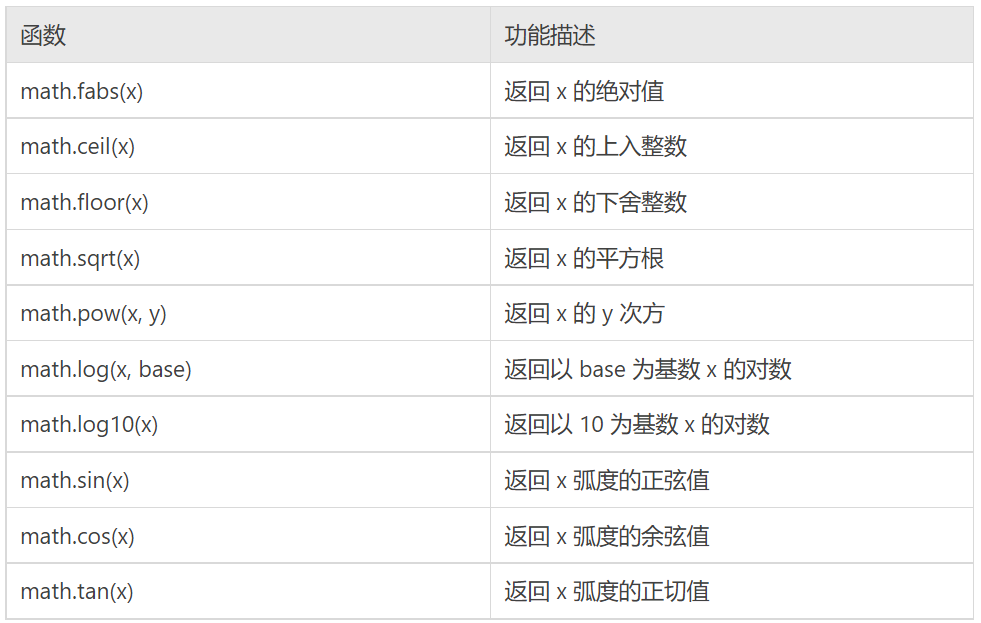 函数 功能描述
math.fabs(x) 返回 x 的绝对值
math.ceil(x) 返回 x 的上入整数
math.floor(x) 返回 x 的下舍整数
math.sqrt(x) 返回 x 的平方根
math.pow(x, y) 返回 x 的 y 次方
math.log(x, base) 返回以 base 为基数 x 的对数
math.log10(x) 返回以 10 为基数 x 的对数
math.sin(x) 返回 x 弧度的正弦值
math.cos(x) 返回 x 弧度的余弦值
math.tan(x) 返回 x 弧度的正切值